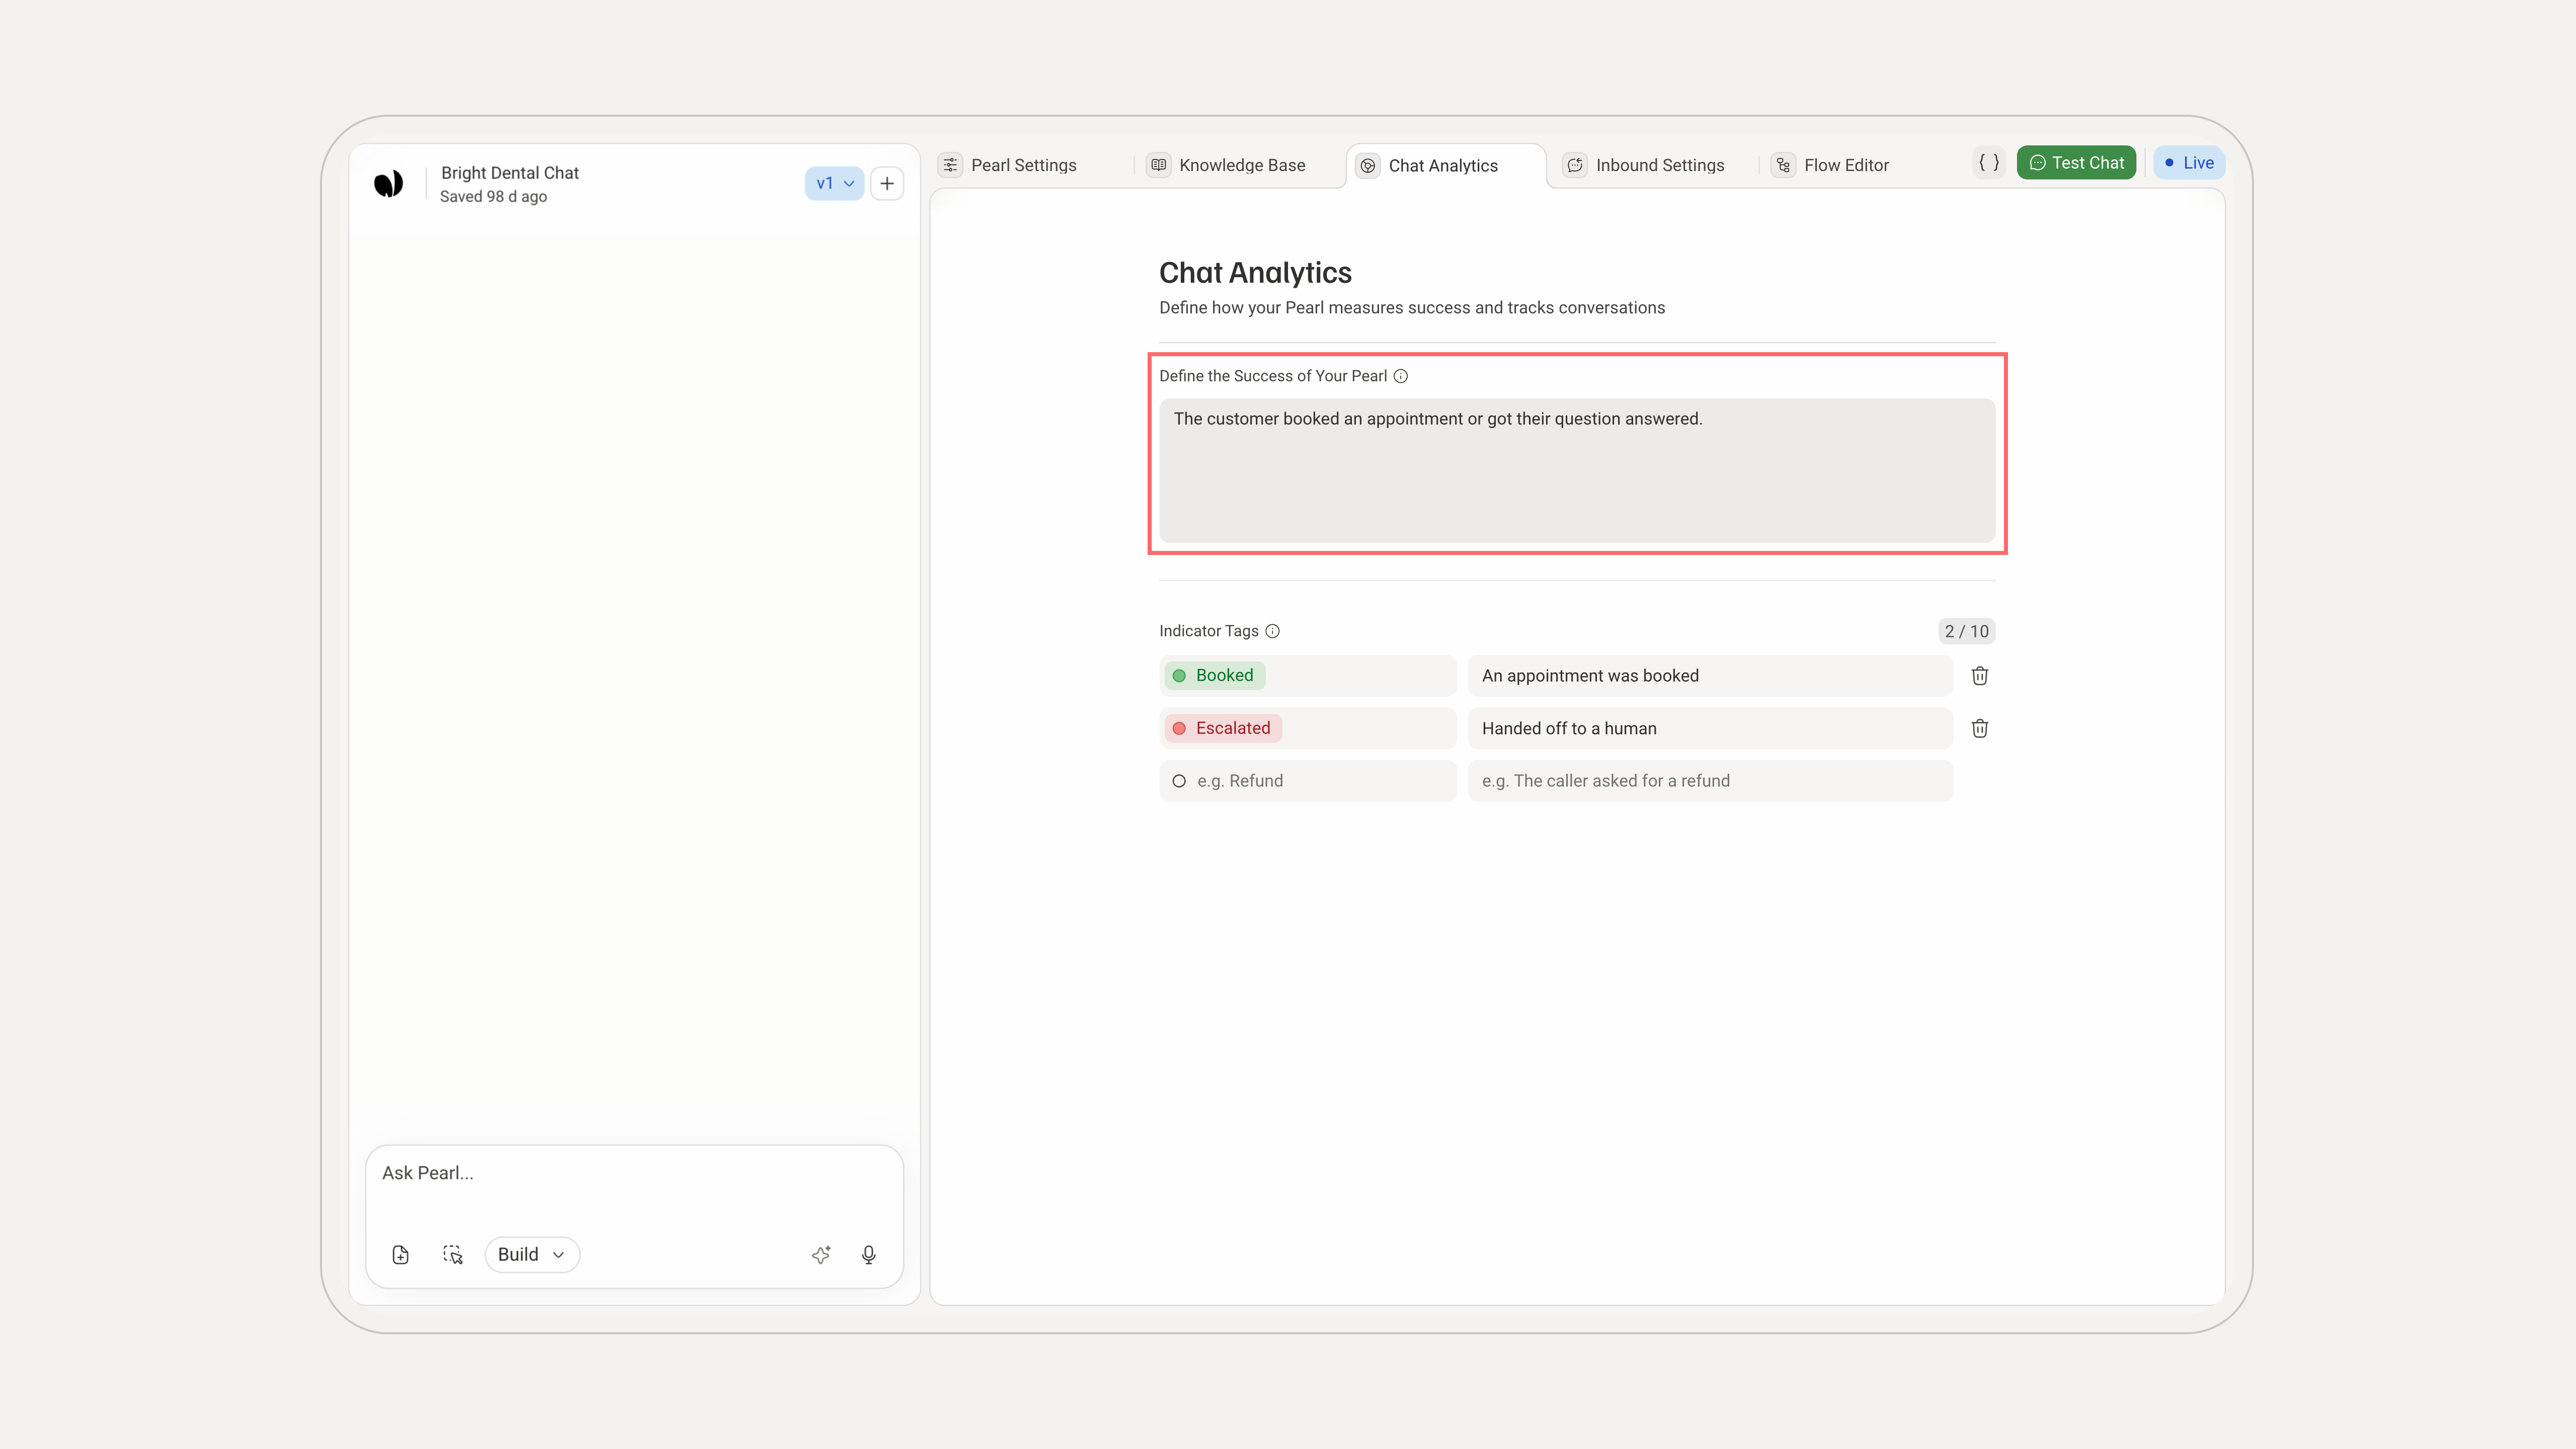 Bright Dental Chat
Saved 98 d ago
v1
Pearl Settings
Knowledge Base
Chat Analytics
Inbound Settings
Flow Editor
{ }
Test Chat
Live
Chat Analytics
Define how your Pearl measures success and tracks conversations
Define the Success of Your Pearl
The customer booked an appointment or got their question answered.
Indicator Tags
2 / 10
Booked
An appointment was booked
Escalated
Handed off to a human
e.g. Refund
e.g. The caller asked for a refund
Ask Pearl...
Build